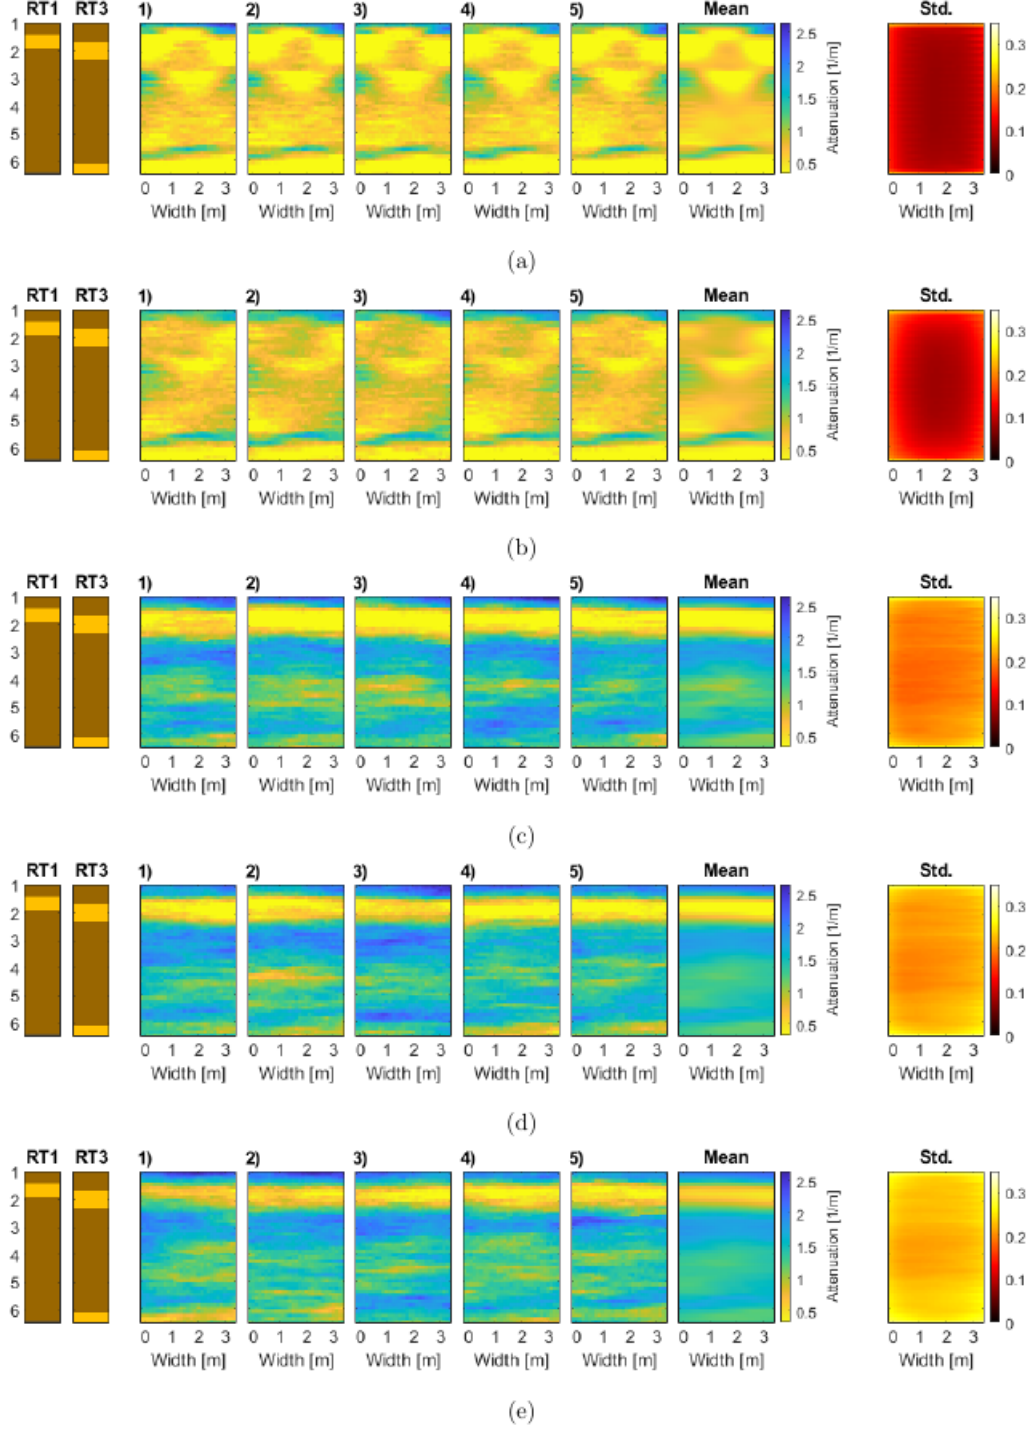 RT1 RT3 1) 2) 3) 4) 5) Mean Std.
1 2 3 4 5 6
2.5 2 1.5 1 0.5
Attenuation [1/m]
0.3 0.2 0.1 0
0 1 2 3 0 1 2 3 0 1 2 3 0 1 2 3 0 1 2 3 0 1 2 3 0 1 2 3
Width [m] Width [m] Width [m] Width [m] Width [m] Width [m] Width [m]
(a)
RT1 RT3 1) 2) 3) 4) 5) Mean Std.
1 2 3 4 5 6
2.5 2 1.5 1 0.5
Attenuation [1/m]
0.3 0.2 0.1 0
0 1 2 3 0 1 2 3 0 1 2 3 0 1 2 3 0 1 2 3 0 1 2 3 0 1 2 3
Width [m] Width [m] Width [m] Width [m] Width [m] Width [m] Width [m]
(b)
RT1 RT3 1) 2) 3) 4) 5) Mean Std.
1 2 3 4 5 6
2.5 2 1.5 1 0.5
Attenuation [1/m]
0.3 0.2 0.1 0
0 1 2 3 0 1 2 3 0 1 2 3 0 1 2 3 0 1 2 3 0 1 2 3 0 1 2 3
Width [m] Width [m] Width [m] Width [m] Width [m] Width [m] Width [m]
(c)
RT1 RT3 1) 2) 3) 4) 5) Mean Std.
1 2 3 4 5 6
2.5 2 1.5 1 0.5
Attenuation [1/m]
0.3 0.2 0.1 0
0 1 2 3 0 1 2 3 0 1 2 3 0 1 2 3 0 1 2 3 0 1 2 3 0 1 2 3
Width [m] Width [m] Width [m] Width [m] Width [m] Width [m] Width [m]
(d)
RT1 RT3 1) 2) 3) 4) 5) Mean Std.
1 2 3 4 5 6
2.5 2 1.5 1 0.5
Attenuation [1/m]
0.3 0.2 0.1 0
0 1 2 3 0 1 2 3 0 1 2 3 0 1 2 3 0 1 2 3 0 1 2 3 0 1 2 3
Width [m] Width [m] Width [m] Width [m] Width [m] Width [m] Width [m]
(e)